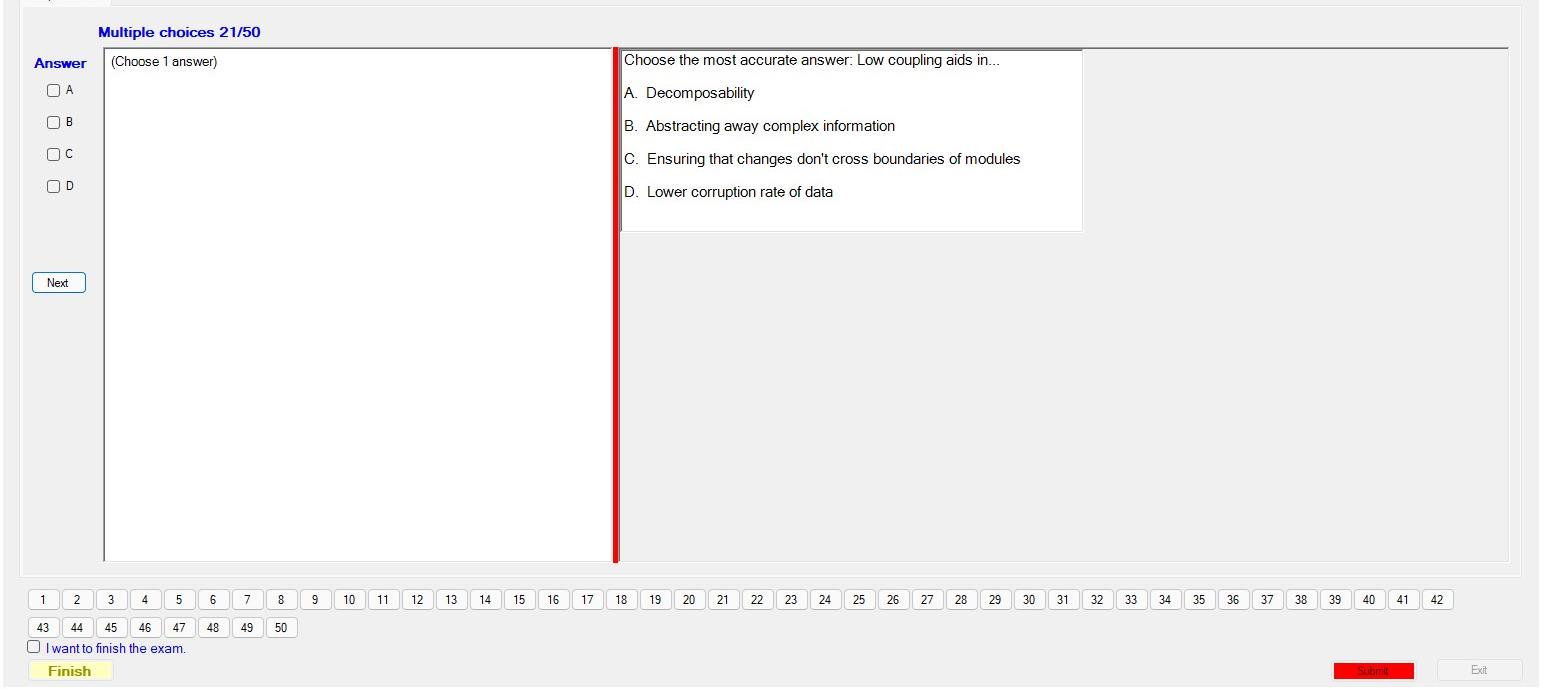 Multiple choices 21/50
Answer
(Choose 1 answer)
A
B
C
D
Next
Choose the most accurate answer: Low coupling aids in...
A. Decomposability
B. Abstracting away complex information
C. Ensuring that changes don't cross boundaries of modules
D. Lower corruption rate of data
1 2 3 4 5 6 7 8 9 10 11 12 13 14 15 16 17 18 19 20 21 22 23 24 25 26 27 28 29 30 31 32 33 34 35 36 37 38 39 40 41 42
43 44 45 46 47 48 49 50
I want to finish the exam.
Finish
Submit
Exit